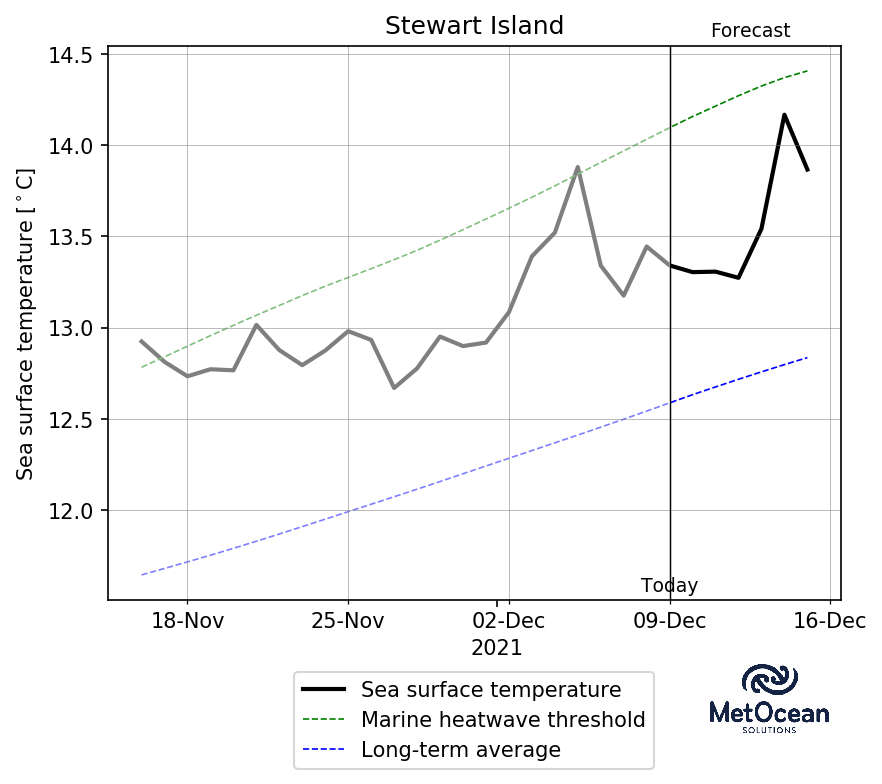 Stewart Island
Forecast
14.5
14.0
13.5
13.0
12.5
12.0
Sea surface temperature [°C]
Today
18-Nov 25-Nov 02-Dec 09-Dec 16-Dec
2021
Sea surface temperature
Marine heatwave threshold
Long-term average
MetOcean
SOLUTIONS